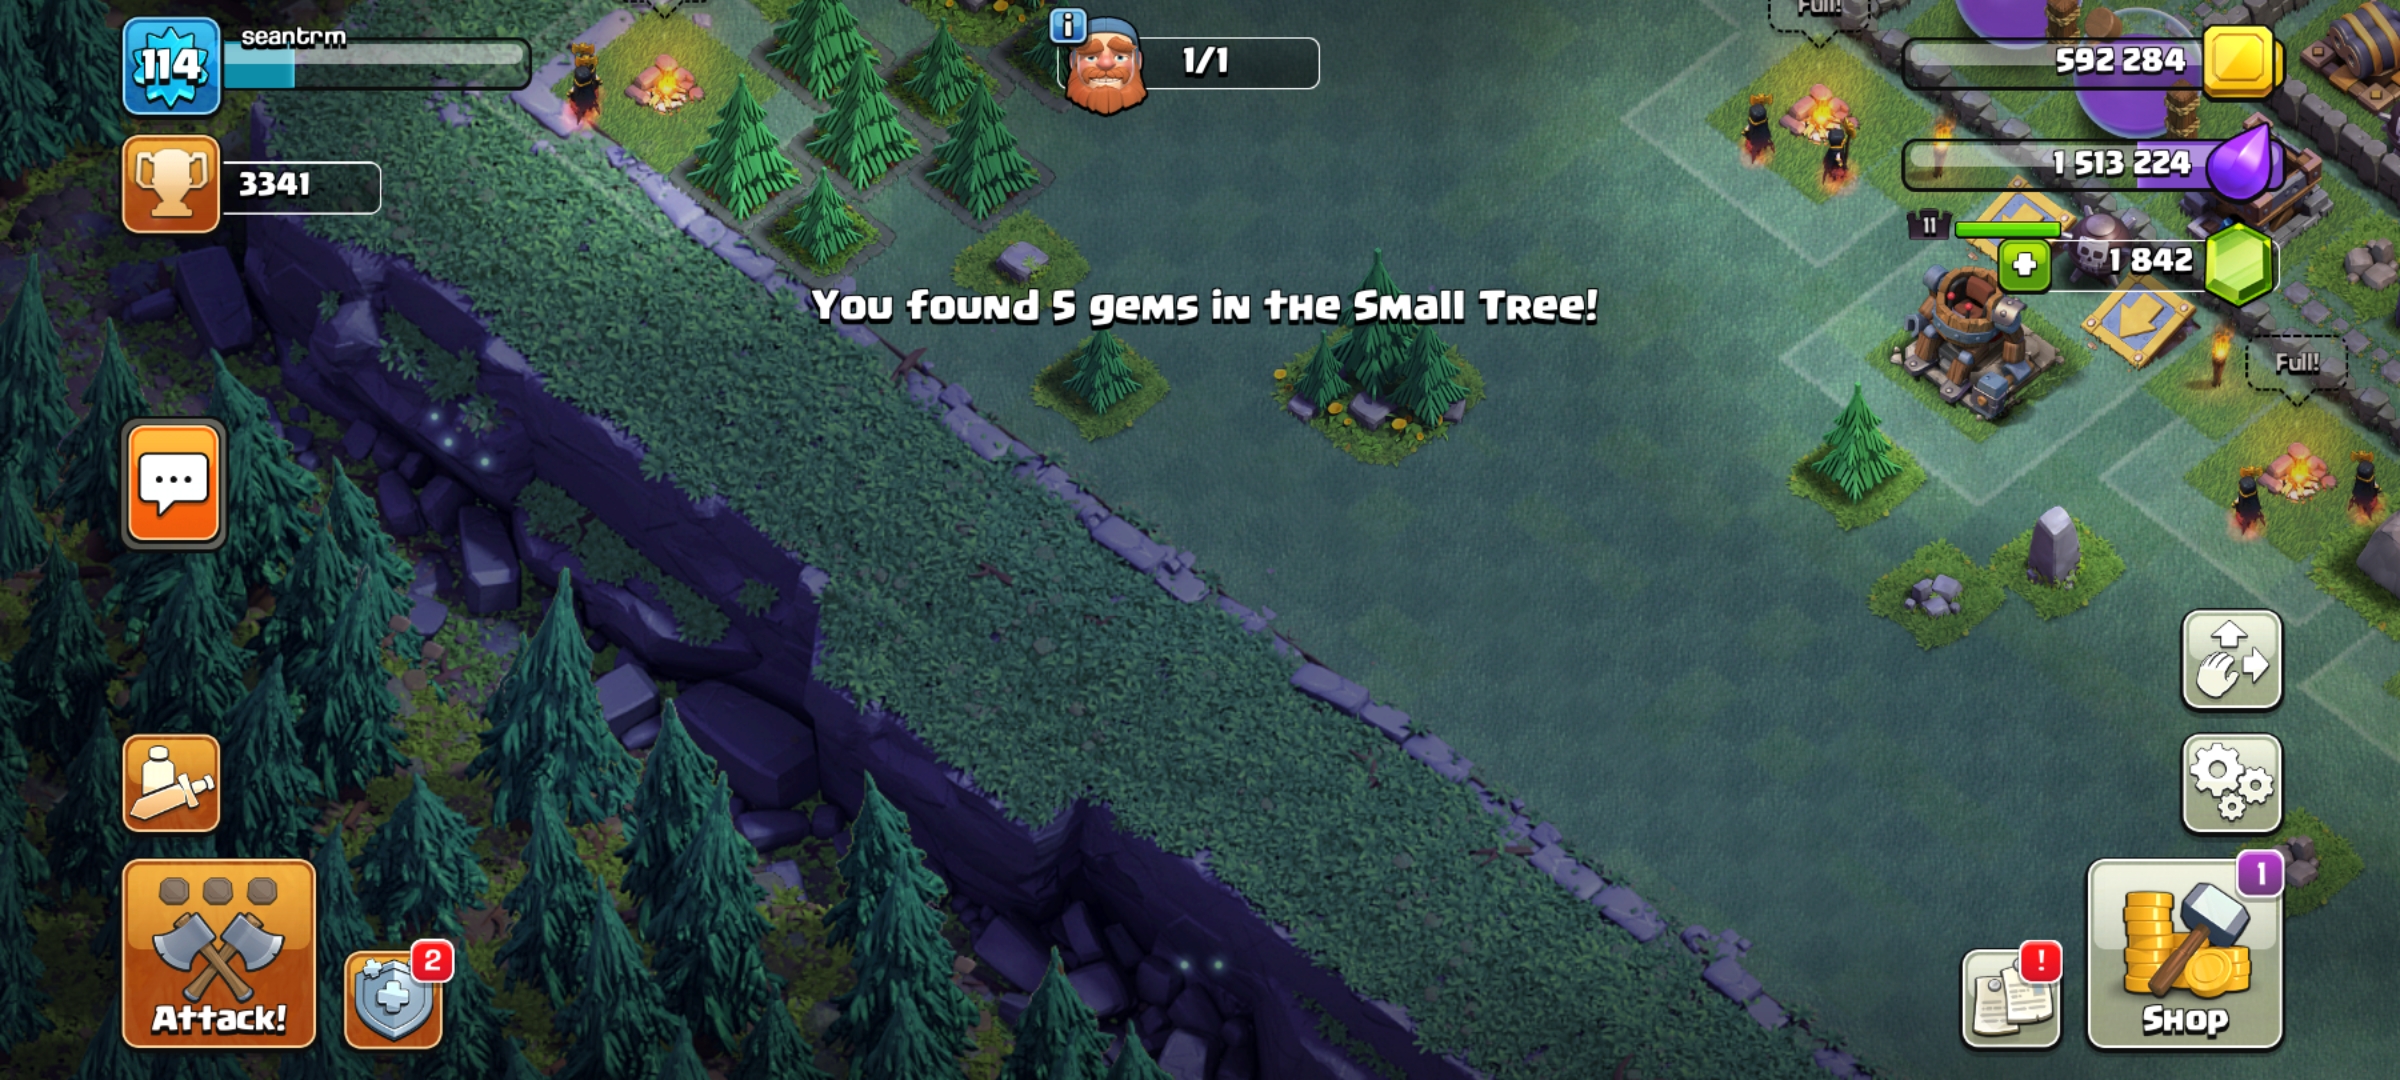 Full!
114
seantrm
1/1
592 284
3341
1 513 224
11
1 842
You found 5 gems in the Small Tree!
Full!
1
2
!
Attack!
Shop